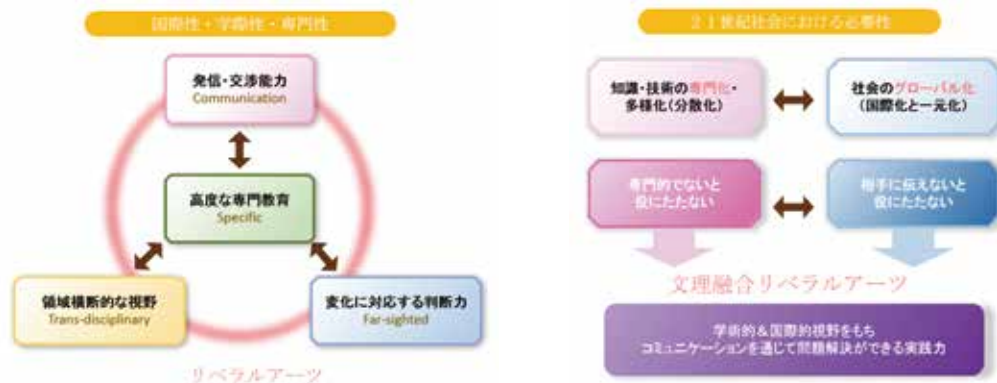 国際性・学際性・専門性
発信・交渉能力
Communication
高度な専門教育
Specific
領域横断的な視野
Trans-disciplinary
変化に対応する判断力
Far-sighted
リベラルアーツ
21世紀社会における必要性
知識・技術の専門化・
多様化(分散化)
社会のグローバル化
(国際化と一元化)
専門的でないと
役にたたない
相手に伝えないと
役にたたない
文理融合リベラルアーツ
学術的&国際的視野をもち
コミュニケーションを通じて問題解決ができる実践力